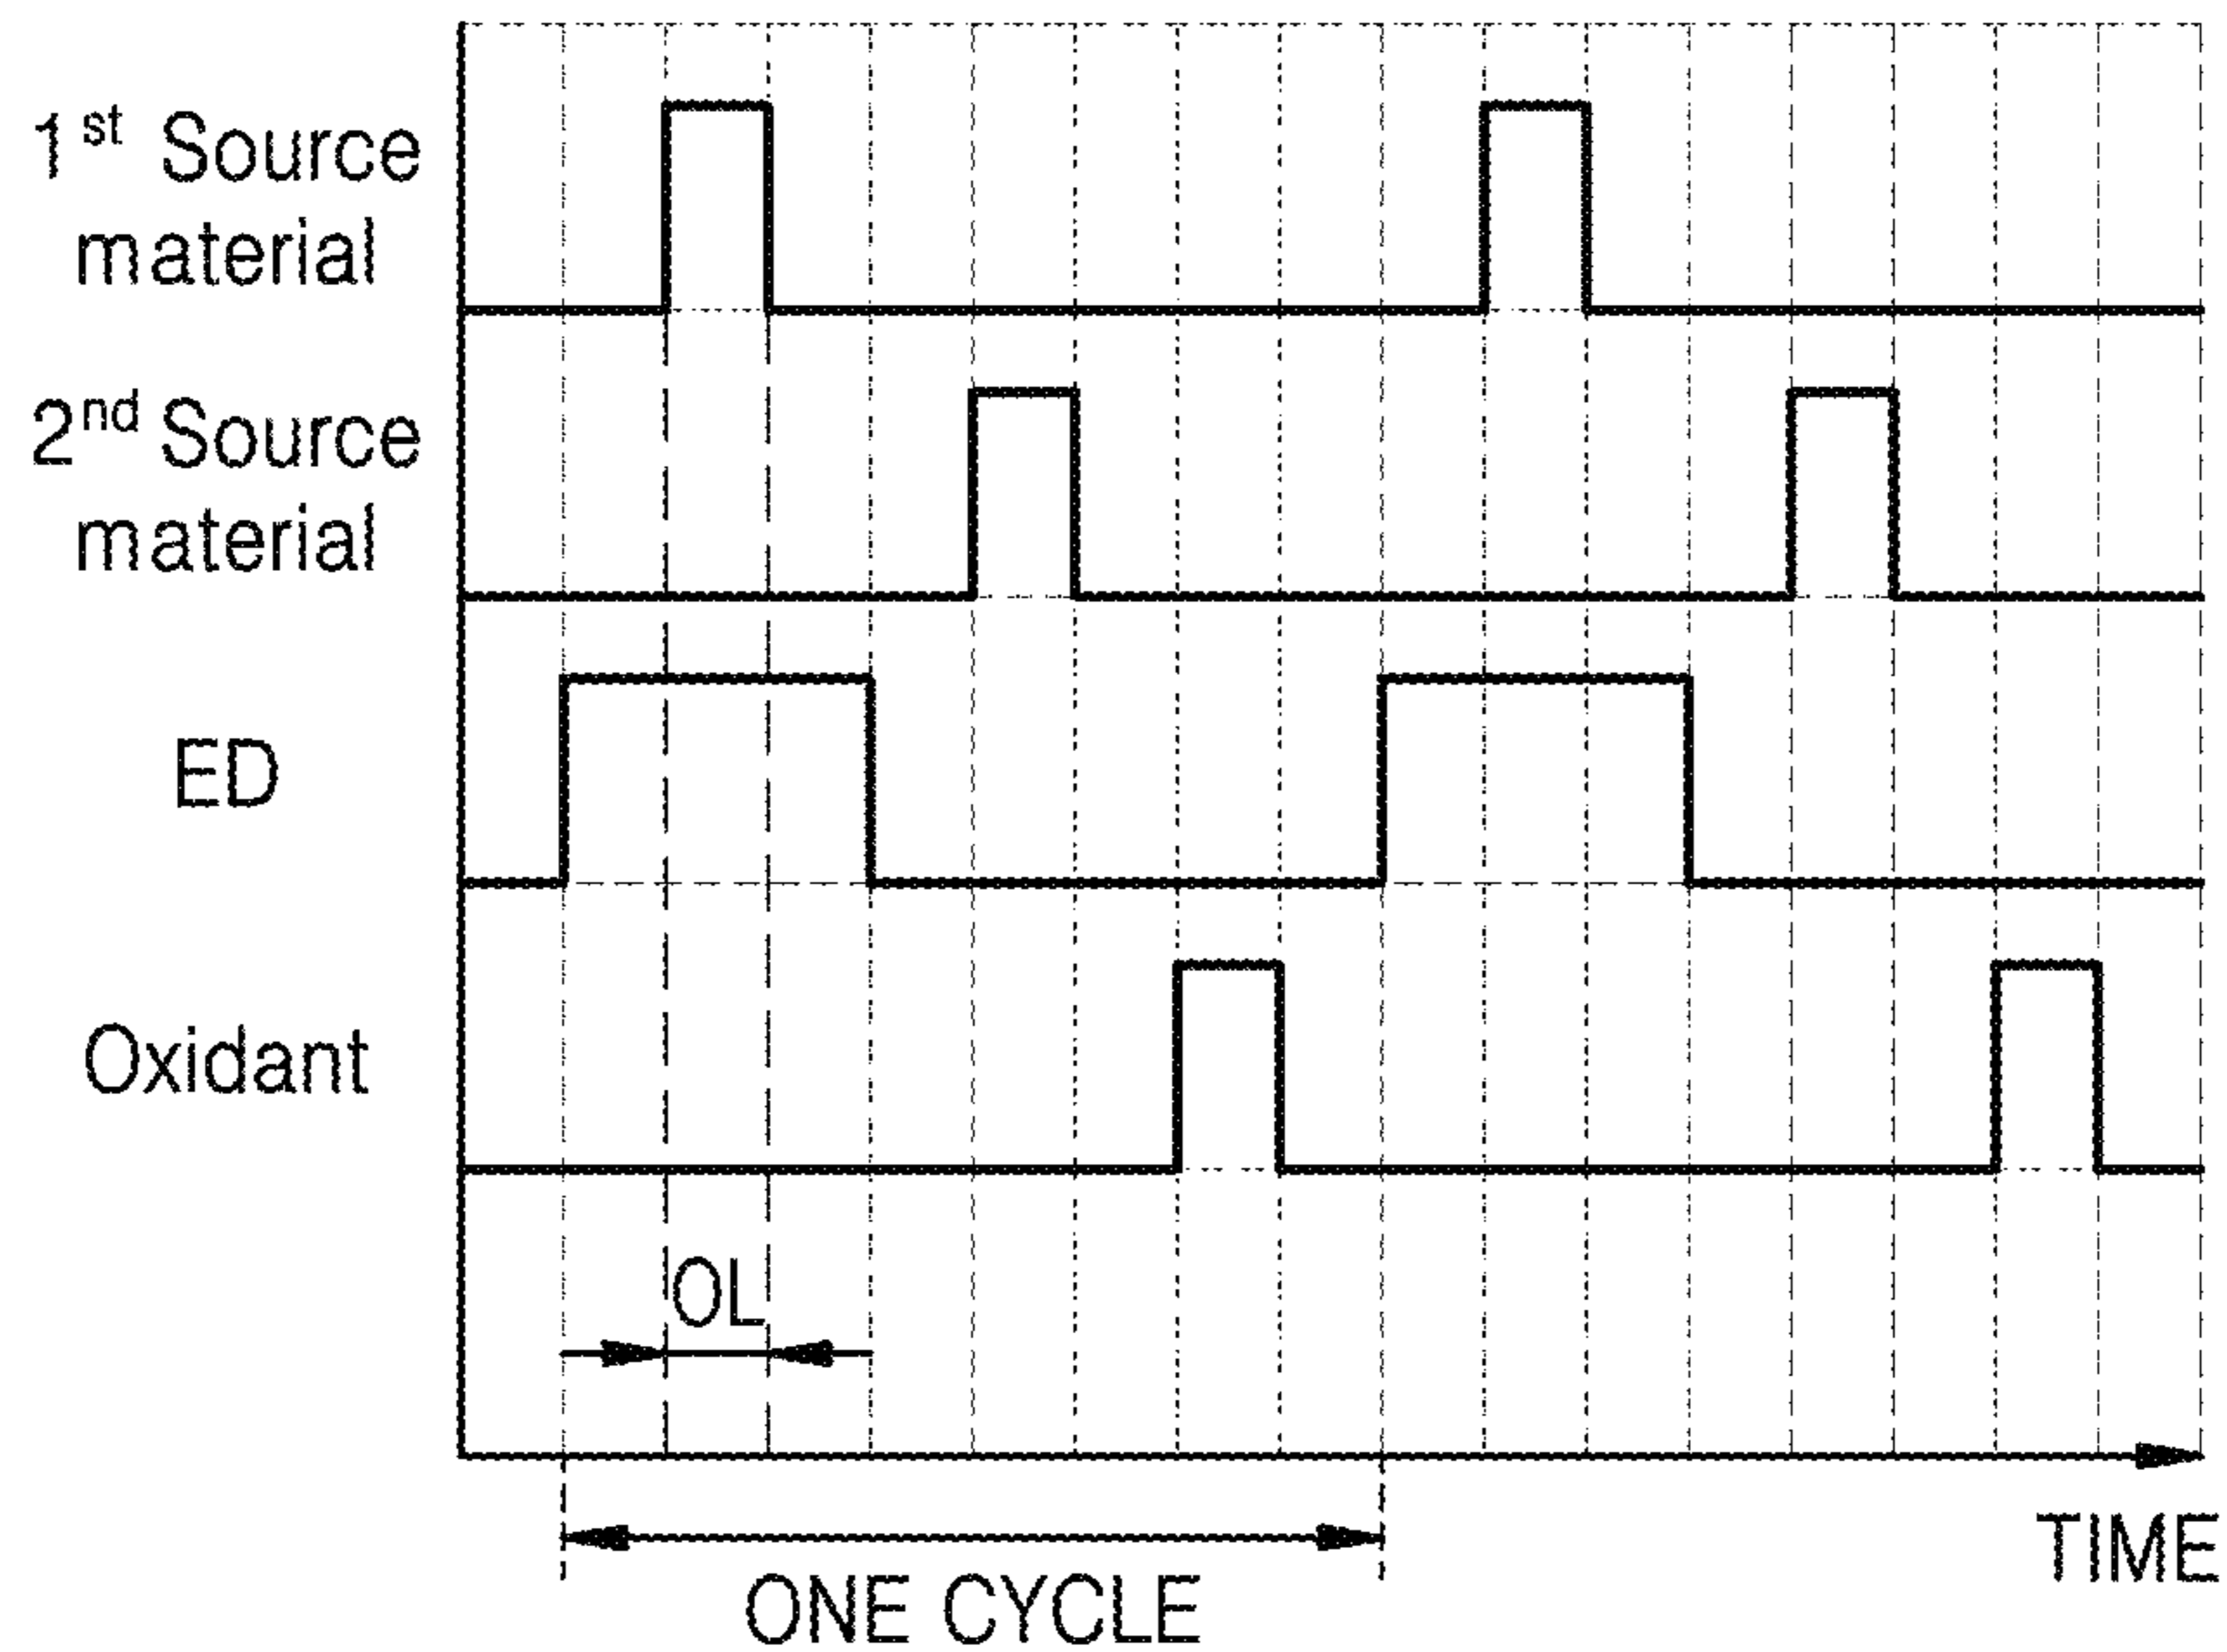 1st Source
material
2nd Source
material
ED
Oxidant
OL
TIME
ONE CYCLE